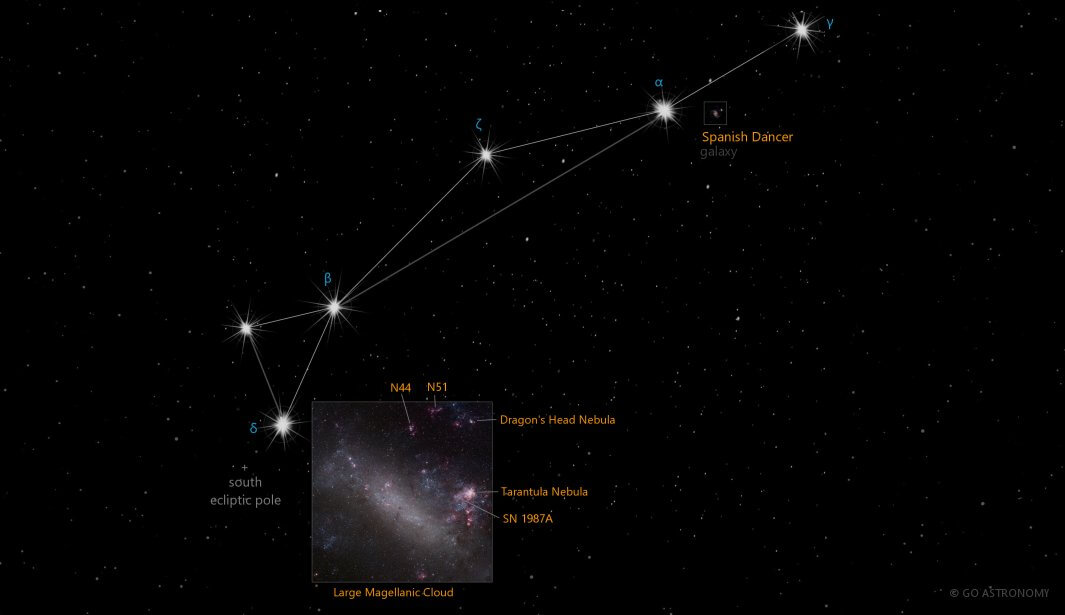 γ
α
ζ
Spanish Dancer
galaxy
β
N44
N51
Dragon's Head Nebula
δ
south
ecliptic pole
Tarantula Nebula
SN 1987A
Large Magellanic Cloud
© GO ASTRONOMY